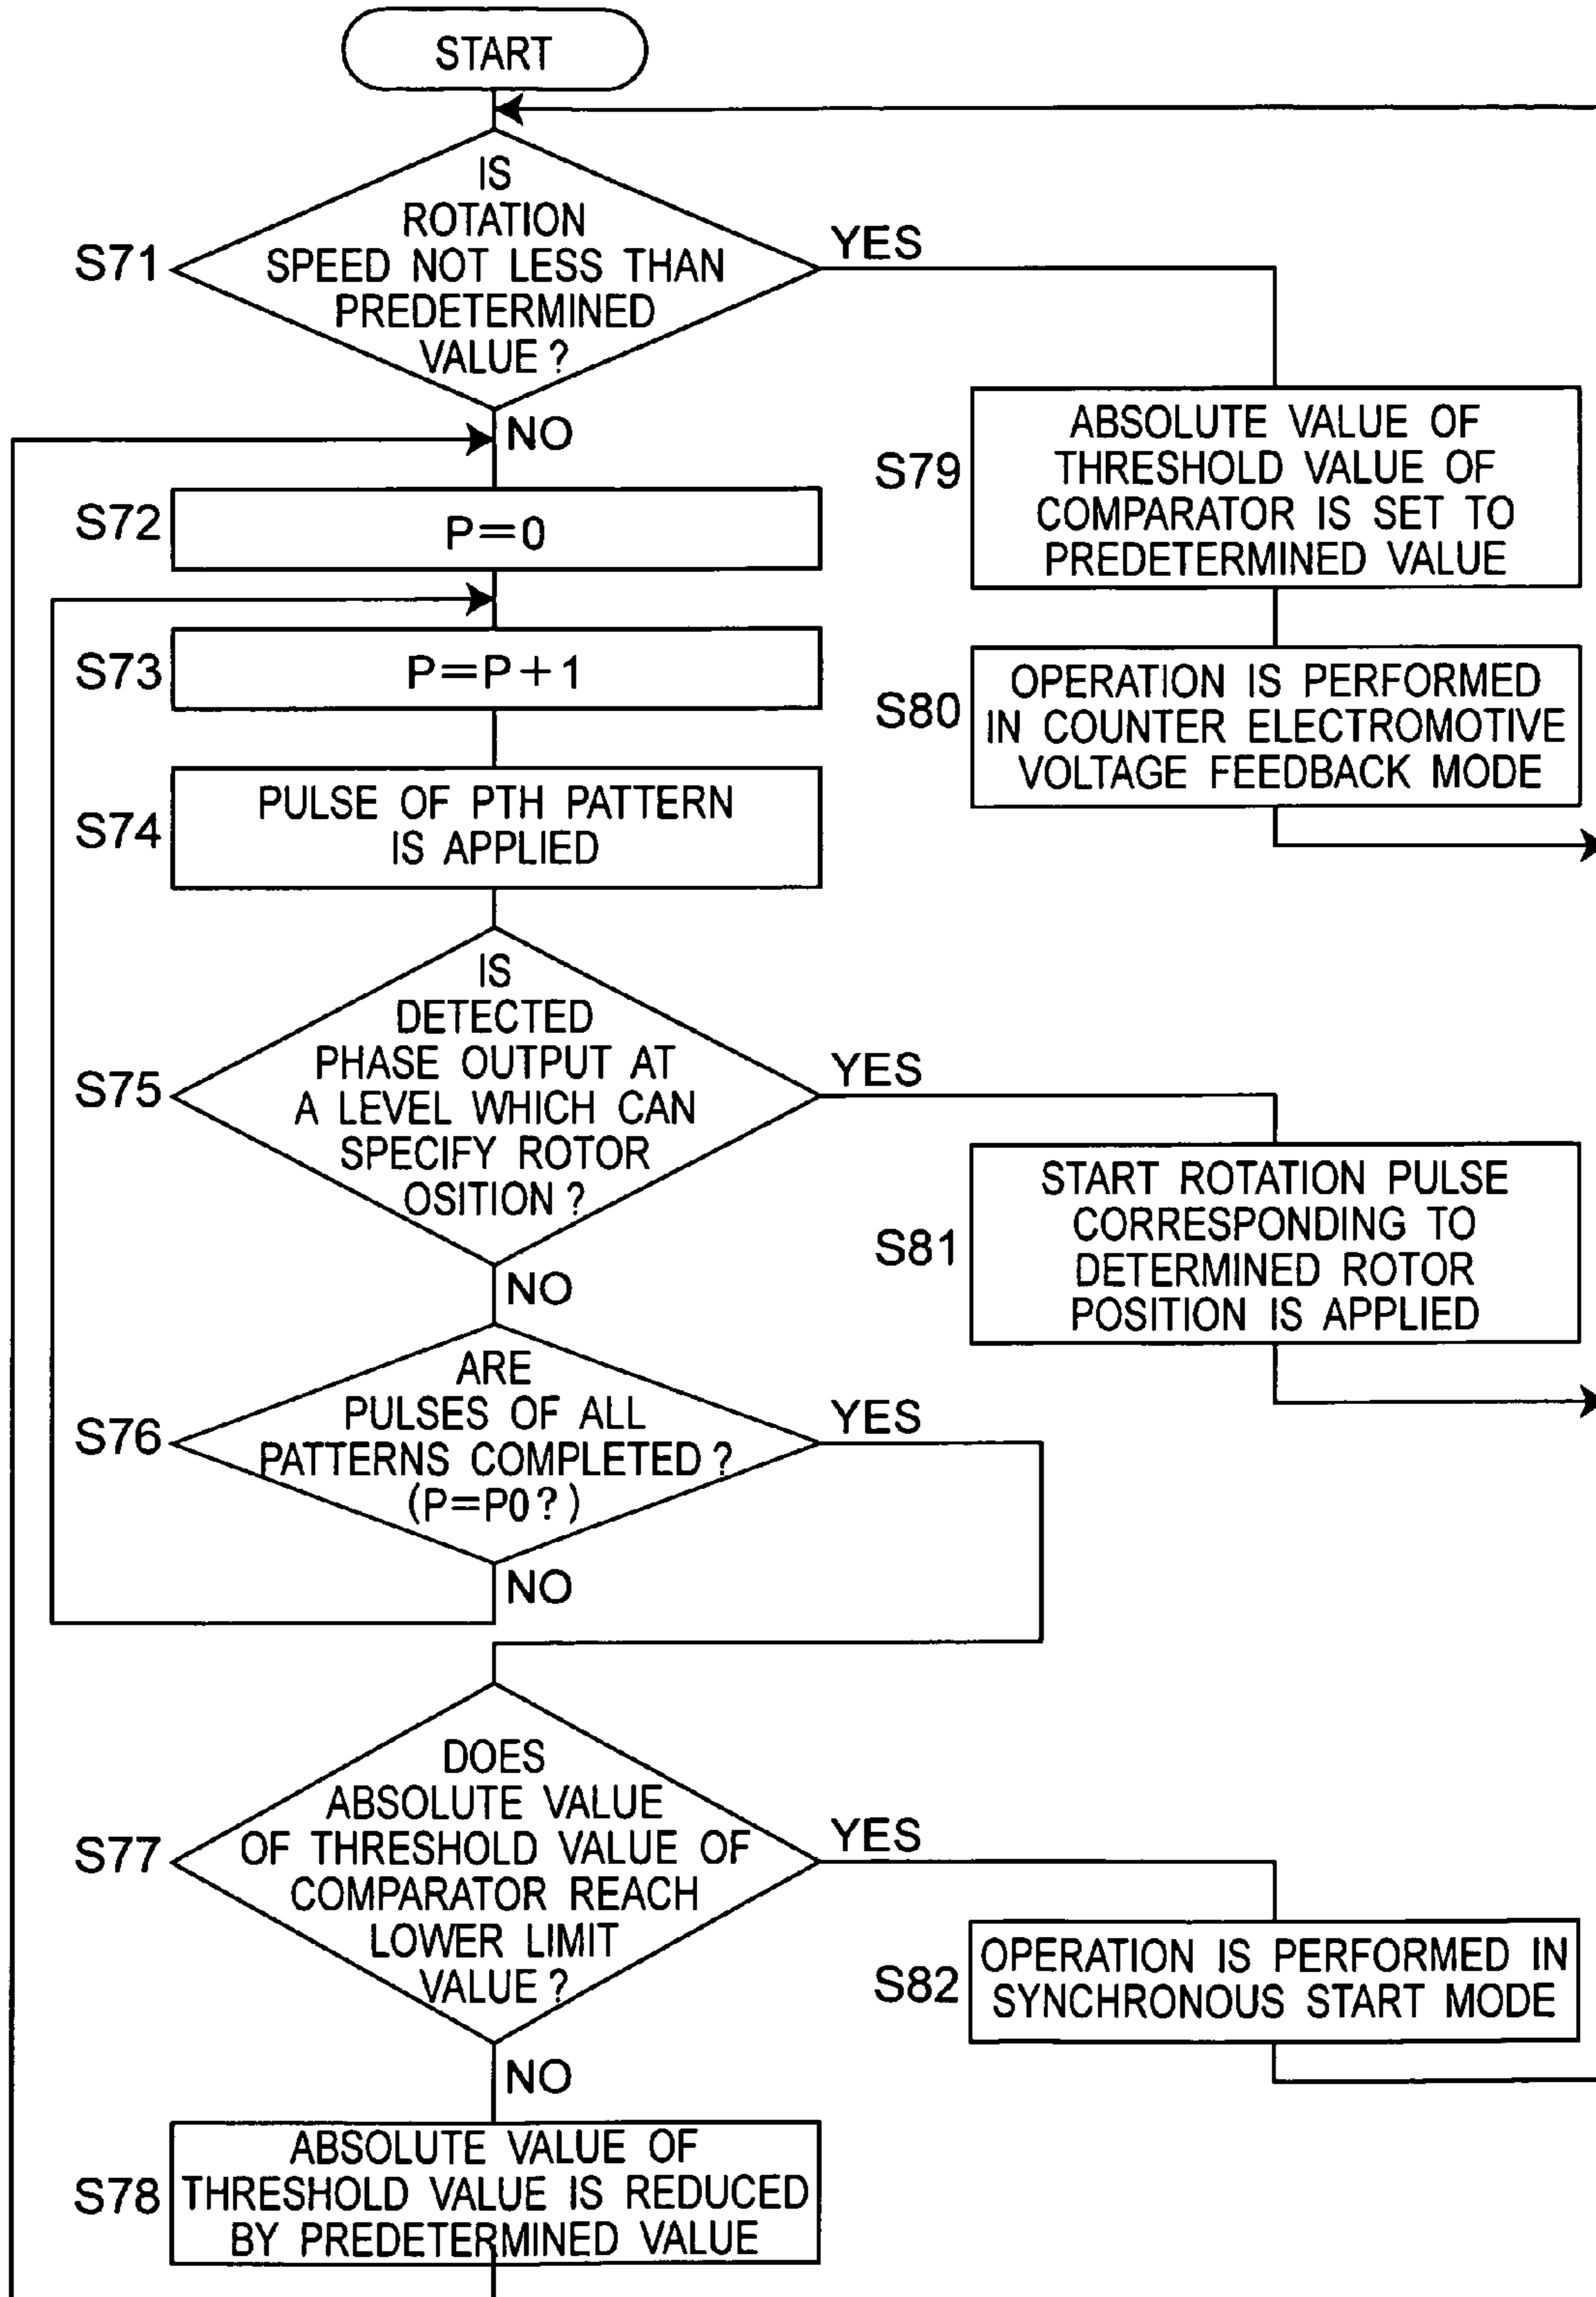 START
IS
ROTATION
SPEED NOT LESS THAN
PREDETERMINED
VALUE?
S71
YES
NO
S72
P=0
S73
P=P+1
S74
PULSE OF PTH PATTERN
IS APPLIED
S75
IS
DETECTED
PHASE OUTPUT AT
A LEVEL WHICH CAN
SPECIFY ROTOR
OSITION?
YES
NO
S76
ARE
PULSES OF ALL
PATTERNS COMPLETED?
(P=P0?)
YES
NO
S77
DOES
ABSOLUTE VALUE
OF THRESHOLD VALUE OF
COMPARATOR REACH
LOWER LIMIT
VALUE?
YES
NO
S78
ABSOLUTE VALUE OF
THRESHOLD VALUE IS REDUCED
BY PREDETERMINED VALUE
S79
ABSOLUTE VALUE OF
THRESHOLD VALUE OF
COMPARATOR IS SET TO
PREDETERMINED VALUE
S80
OPERATION IS PERFORMED
IN COUNTER ELECTROMOTIVE
VOLTAGE FEEDBACK MODE
S81
START ROTATION PULSE
CORRESPONDING TO
DETERMINED ROTOR
POSITION IS APPLIED
S82
OPERATION IS PERFORMED IN
SYNCHRONOUS START MODE